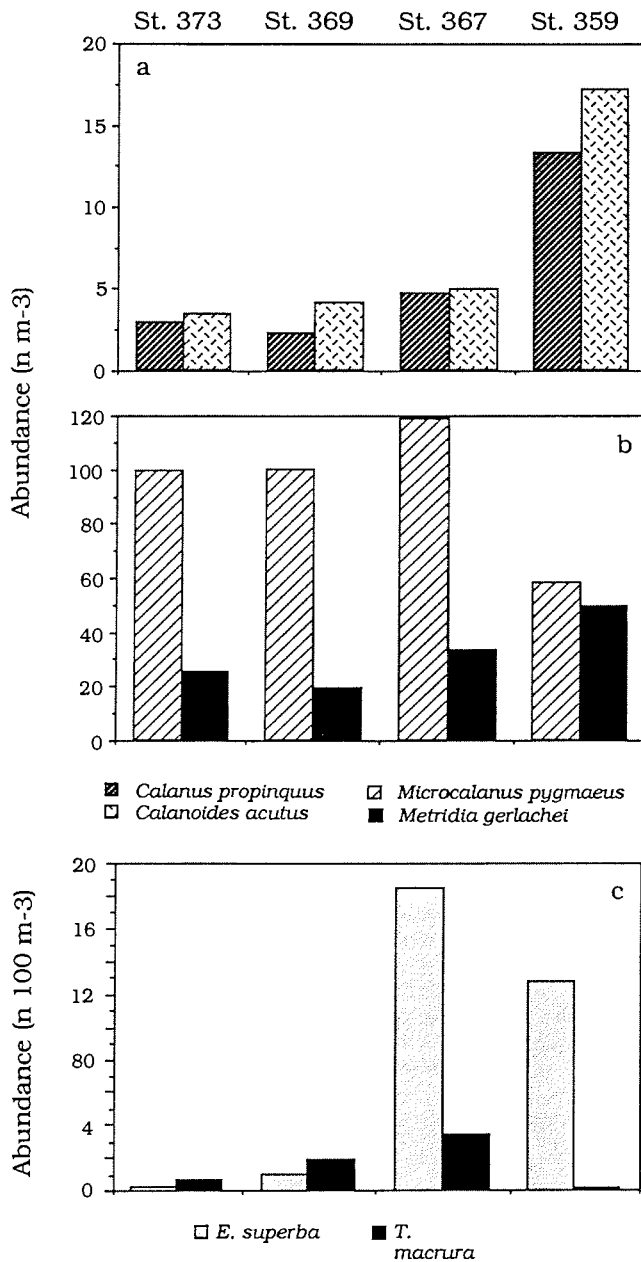 St. 373 St. 369 St. 367 St. 359
a
20
15
10
5
0
Abundance (n m-3)
b
120
100
80
60
40
20
0
Calanus propinquus
Microcalanus pygmaeus
Calanoides acutus
Metridia gerlachei
c
20
16
12
80
4
0
Abundance (n 100 m-3)
E. superba
T.
macrura